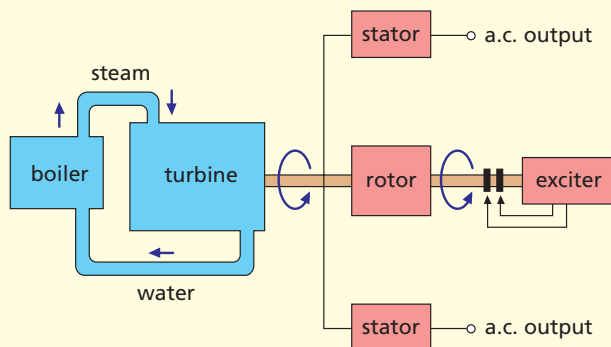 stator
a.c. output
steam
boiler
turbine
rotor
exciter
water
stator
a.c. output